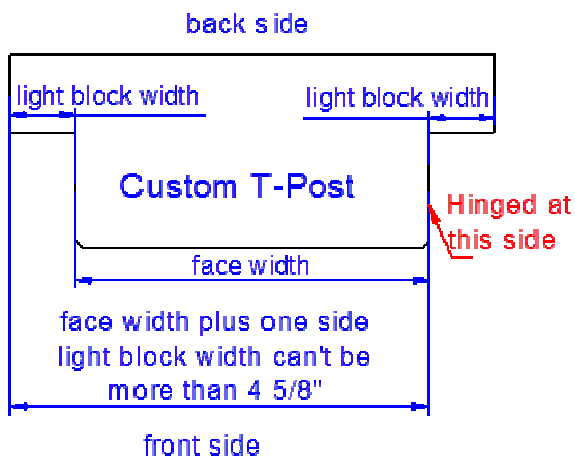 back side
light block width
light block width
Custom T-Post
Hinged at
this side
face width
face width plus one side
light block width can't be
more than 4 5/8"
front side